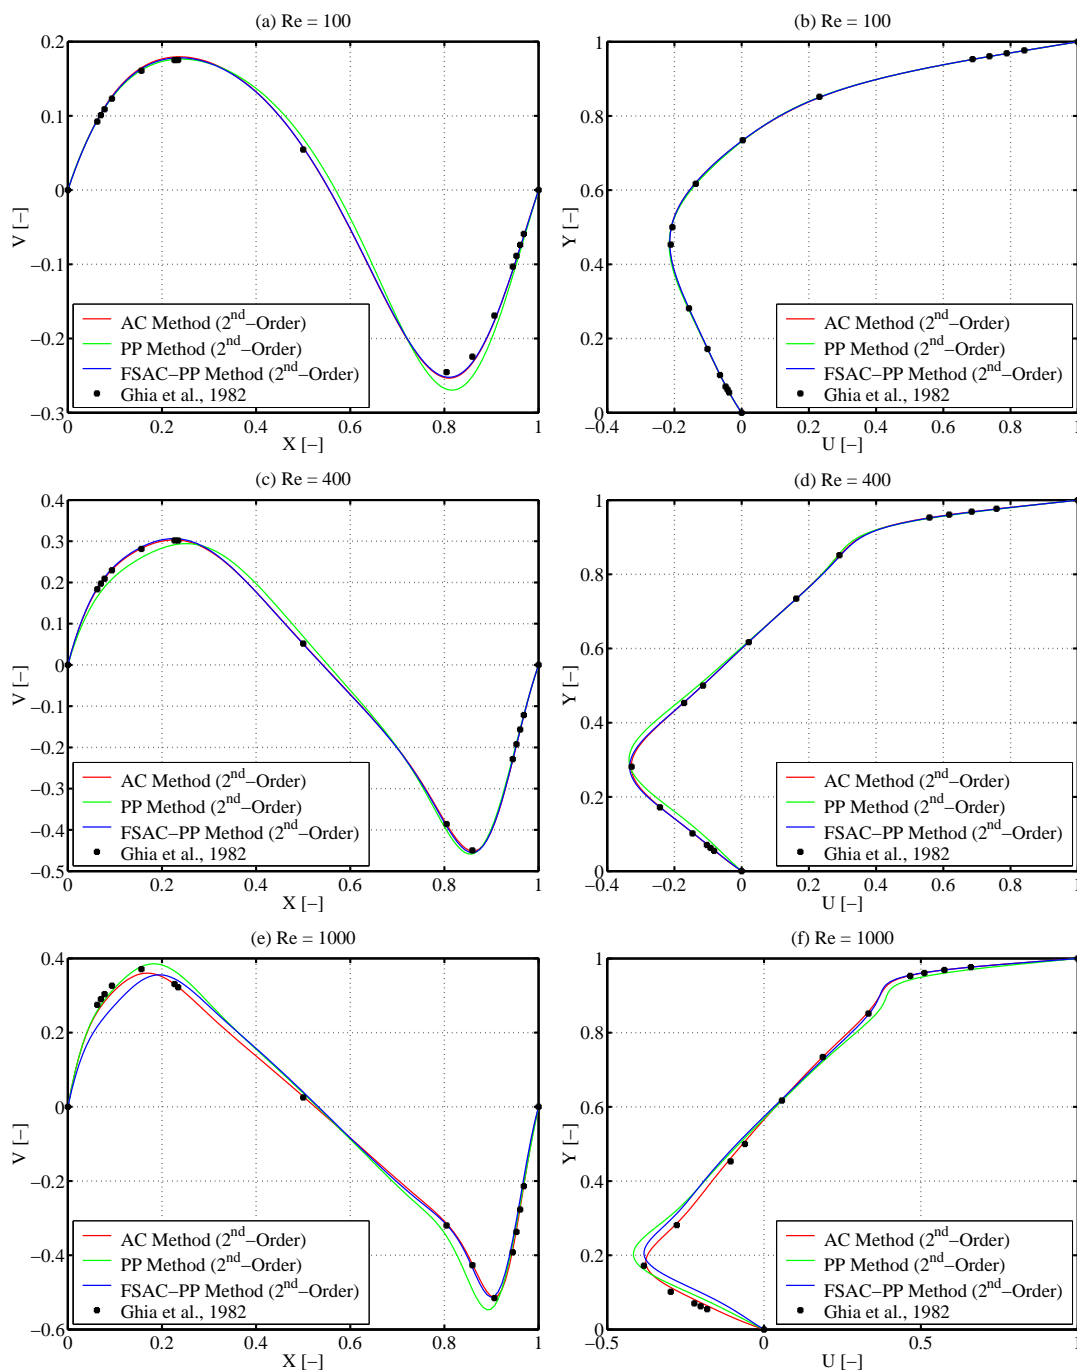 (a) Re = 100
V [−]
0.2
0.1
0
−0.1
−0.2
−0.3
0 0.2 0.4 0.6 0.8 1
X [−]
AC Method (2nd−Order)
PP Method (2nd−Order)
FSAC−PP Method (2nd−Order)
Ghia et al., 1982
(b) Re = 100
Y [−]
1
0.8
0.6
0.4
0.2
0
−0.4 −0.2 0 0.2 0.4 0.6 0.8 1
U [−]
AC Method (2nd−Order)
PP Method (2nd−Order)
FSAC−PP Method (2nd−Order)
Ghia et al., 1982
(c) Re = 400
V [−]
0.4
0.3
0.2
0.1
0
−0.1
−0.2
−0.3
−0.4
−0.5
0 0.2 0.4 0.6 0.8 1
X [−]
AC Method (2nd−Order)
PP Method (2nd−Order)
FSAC−PP Method (2nd−Order)
Ghia et al., 1982
(d) Re = 400
Y [−]
1
0.8
0.6
0.4
0.2
0
−0.4 −0.2 0 0.2 0.4 0.6 0.8 1
U [−]
AC Method (2nd−Order)
PP Method (2nd−Order)
FSAC−PP Method (2nd−Order)
Ghia et al., 1982
(e) Re = 1000
V [−]
0.4
0.2
0
−0.2
−0.4
−0.6
0 0.2 0.4 0.6 0.8 1
X [−]
AC Method (2nd−Order)
PP Method (2nd−Order)
FSAC−PP Method (2nd−Order)
Ghia et al., 1982
(f) Re = 1000
Y [−]
1
0.8
0.6
0.4
0.2
0
−0.5 0 0.5 1
U [−]
AC Method (2nd−Order)
PP Method (2nd−Order)
FSAC−PP Method (2nd−Order)
Ghia et al., 1982